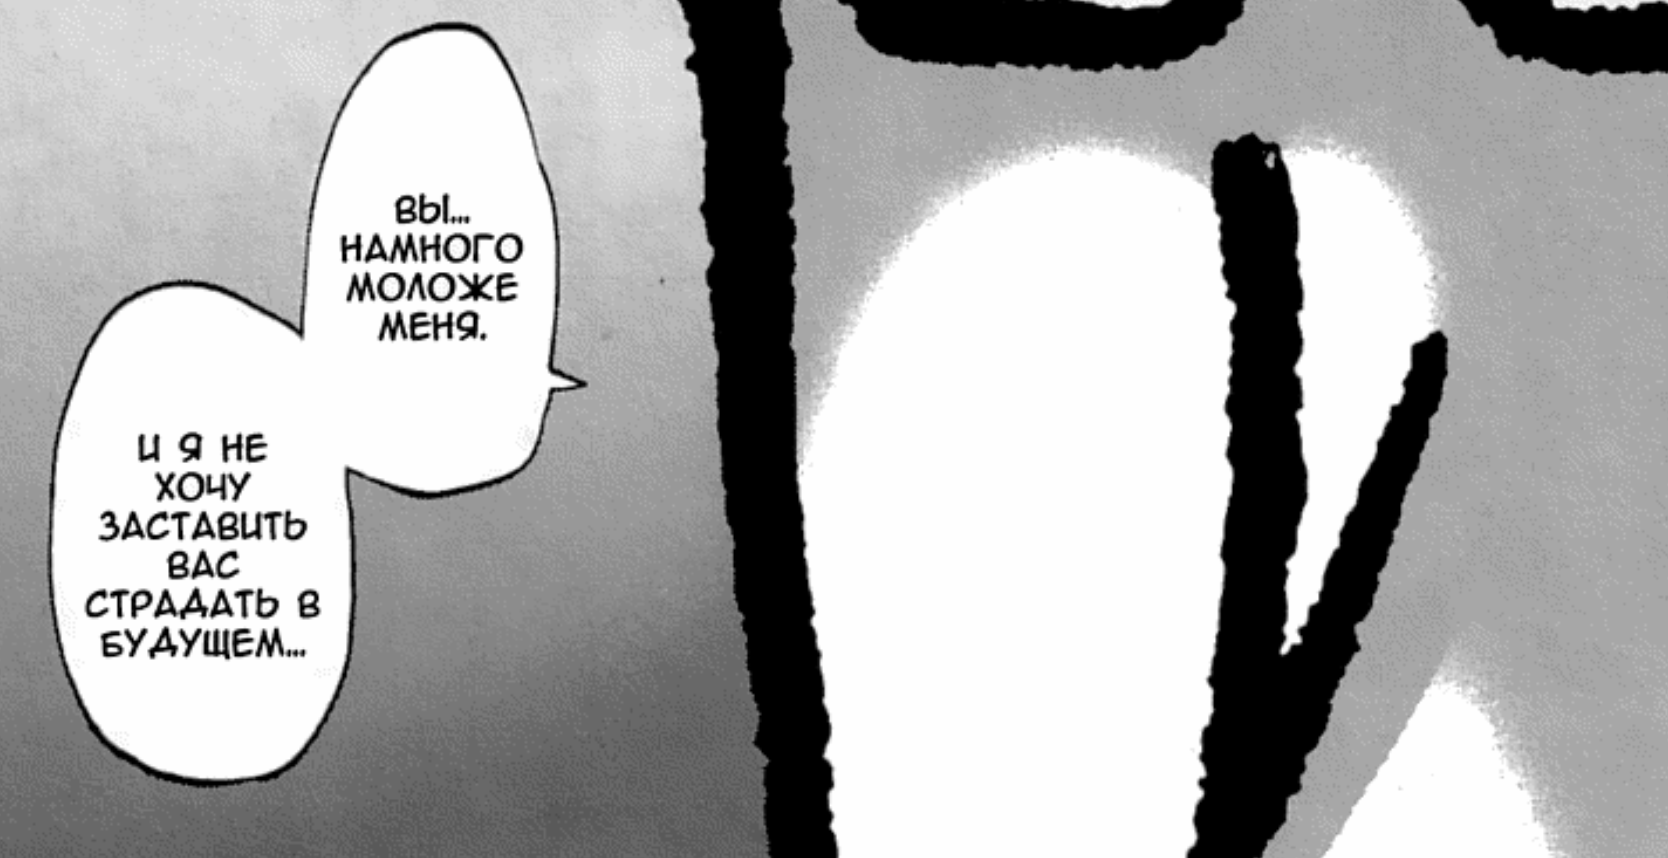 ВЫ...
НАМНОГО
МОЛОЖЕ
МЕНЯ.
И Я НЕ
ХОЧУ
ЗАСТАВИТЬ
ВАС
СТРАДАТЬ В
БУДУЩЕМ...